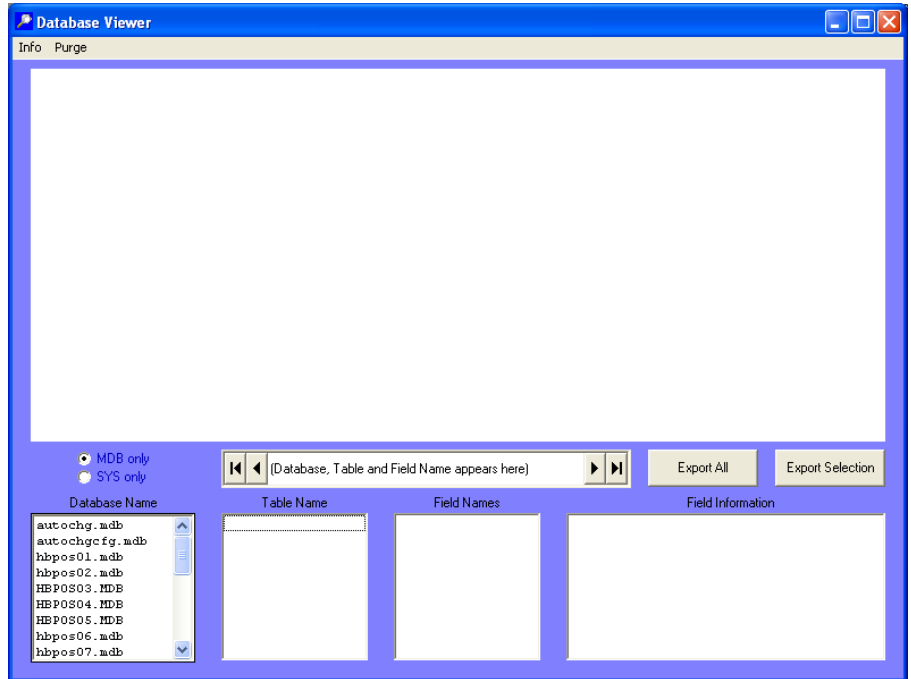 Database Viewer
Info Purge
MDB only
SYS only
(Database, Table and Field Name appears here)
Export All
Export Selection
Database Name
Table Name
Field Names
Field Information
autochg.mdb
autochgcfg.mdb
hbpos01.mdb
hbpos02.mdb
HBPOS03.MDB
HBPOS04.MDB
HBPOS05.MDB
hbpos06.mdb
hbpos07.mdb